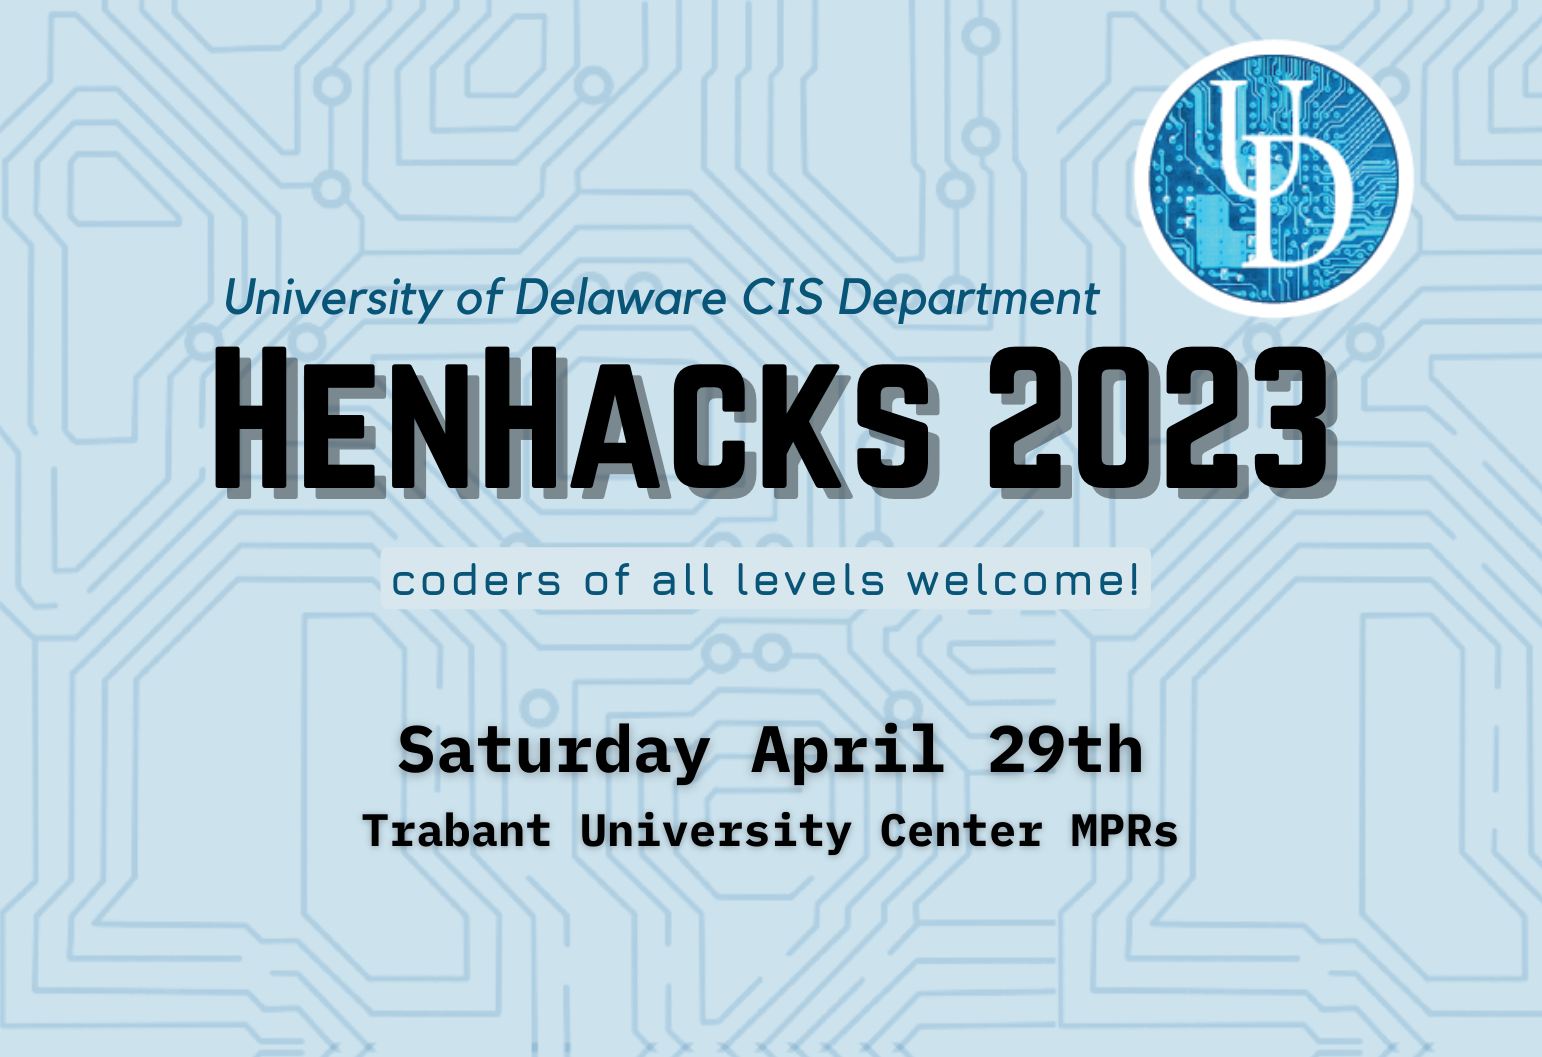 UD
University of Delaware CIS Department
HenHacks 2023
coders of all levels welcome!
Saturday April 29th
Trabant University Center MPRs